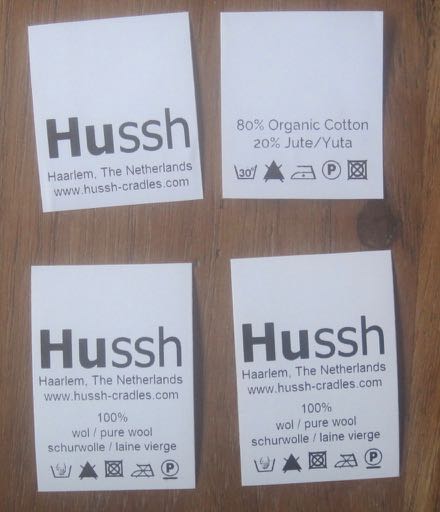 Hussh
Haarlem, The Netherlands
www.hussh-cradles.com
80% Organic Cotton
20% Jute/Yuta
30°
P
Hussh
Haarlem, The Netherlands
www.hussh-cradles.com
100%
wol / pure wool
schurwolle / laine vierge
P
Hussh
Haarlem, The Netherlands
www.hussh-cradles.com
100%
wol / pure wool
schurwolle / laine vierge
P